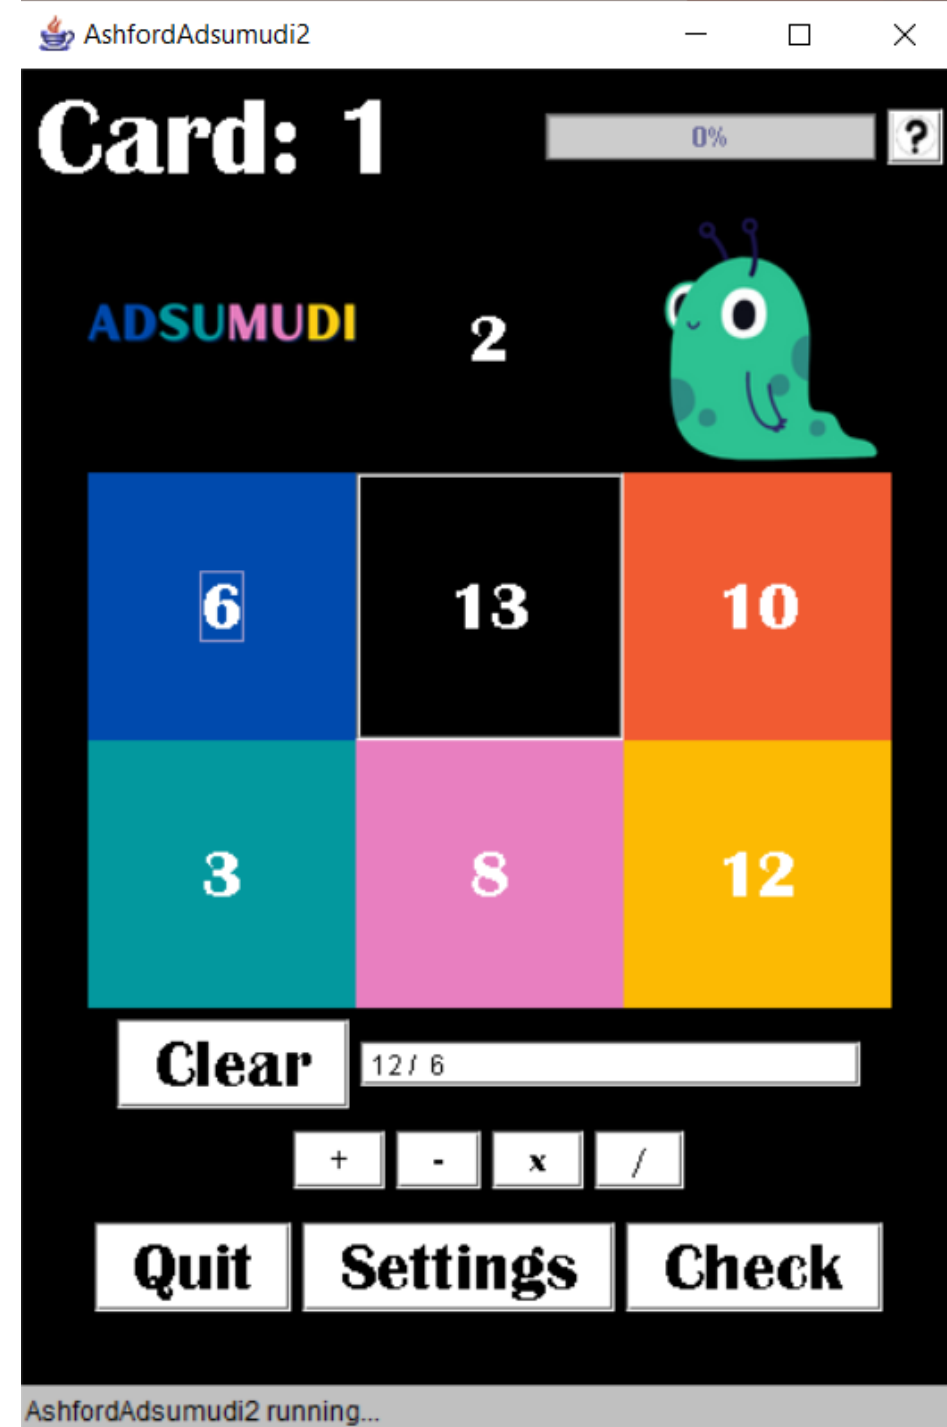 AshfordAdsumudi2
Card: 1
0%
?
ADSUMUDI
2
6 13 10
3 8 12
Clear
12/ 6
+ - x /
Quit Settings Check
AshfordAdsumudi2 running...